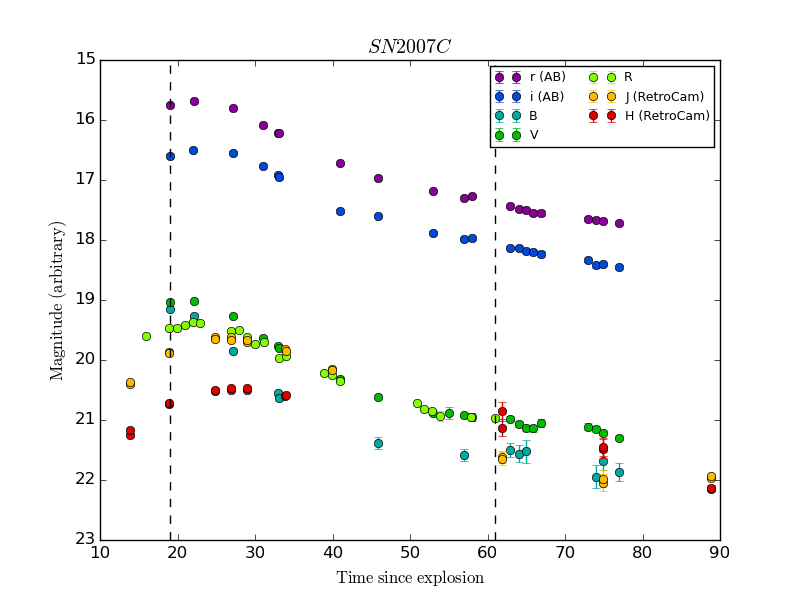 SN2007C
15
16
17
18
19
20
21
22
23
Magnitude (arbitrary)
r (AB)
i (AB)
B
V
R
J (RetroCam)
H (RetroCam)
10 20 30 40 50 60 70 80 90
Time since explosion